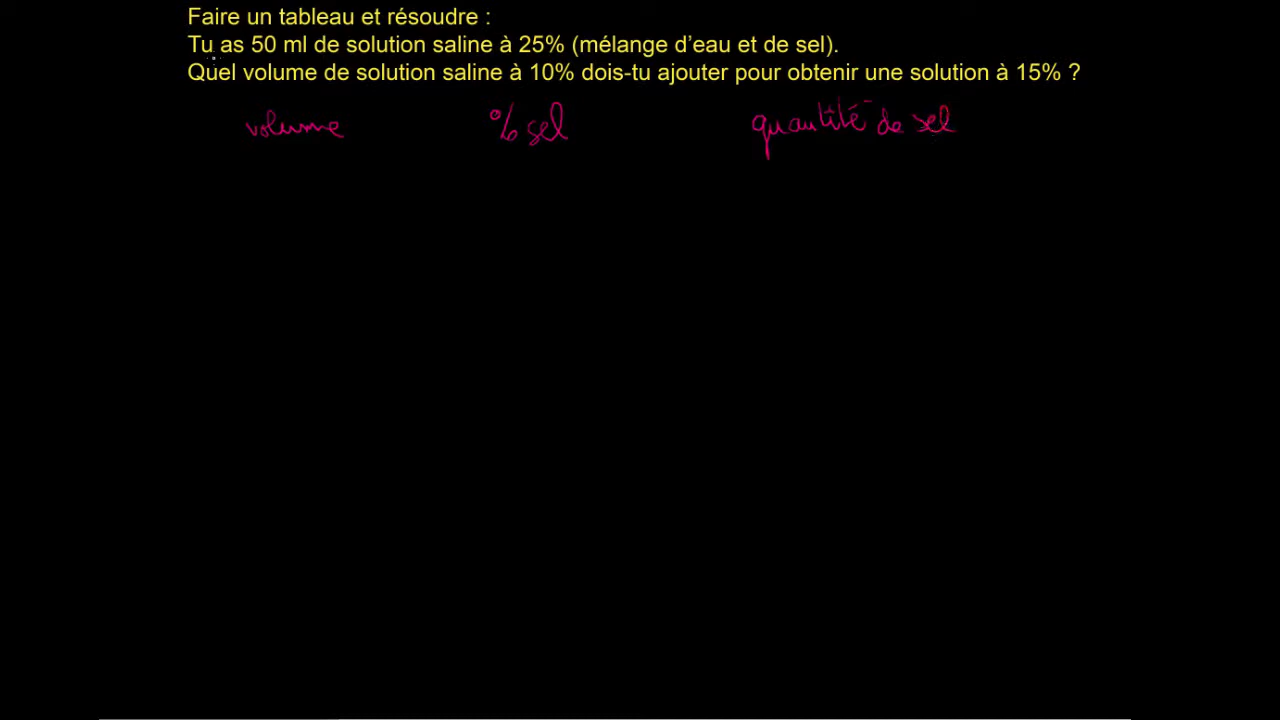 Faire un tableau et résoudre :
Tu as 50 ml de solution saline à 25% (mélange d’eau et de sel).
Quel volume de solution saline à 10% dois-tu ajouter pour obtenir une solution à 15% ?
volume % sel quantité de sel